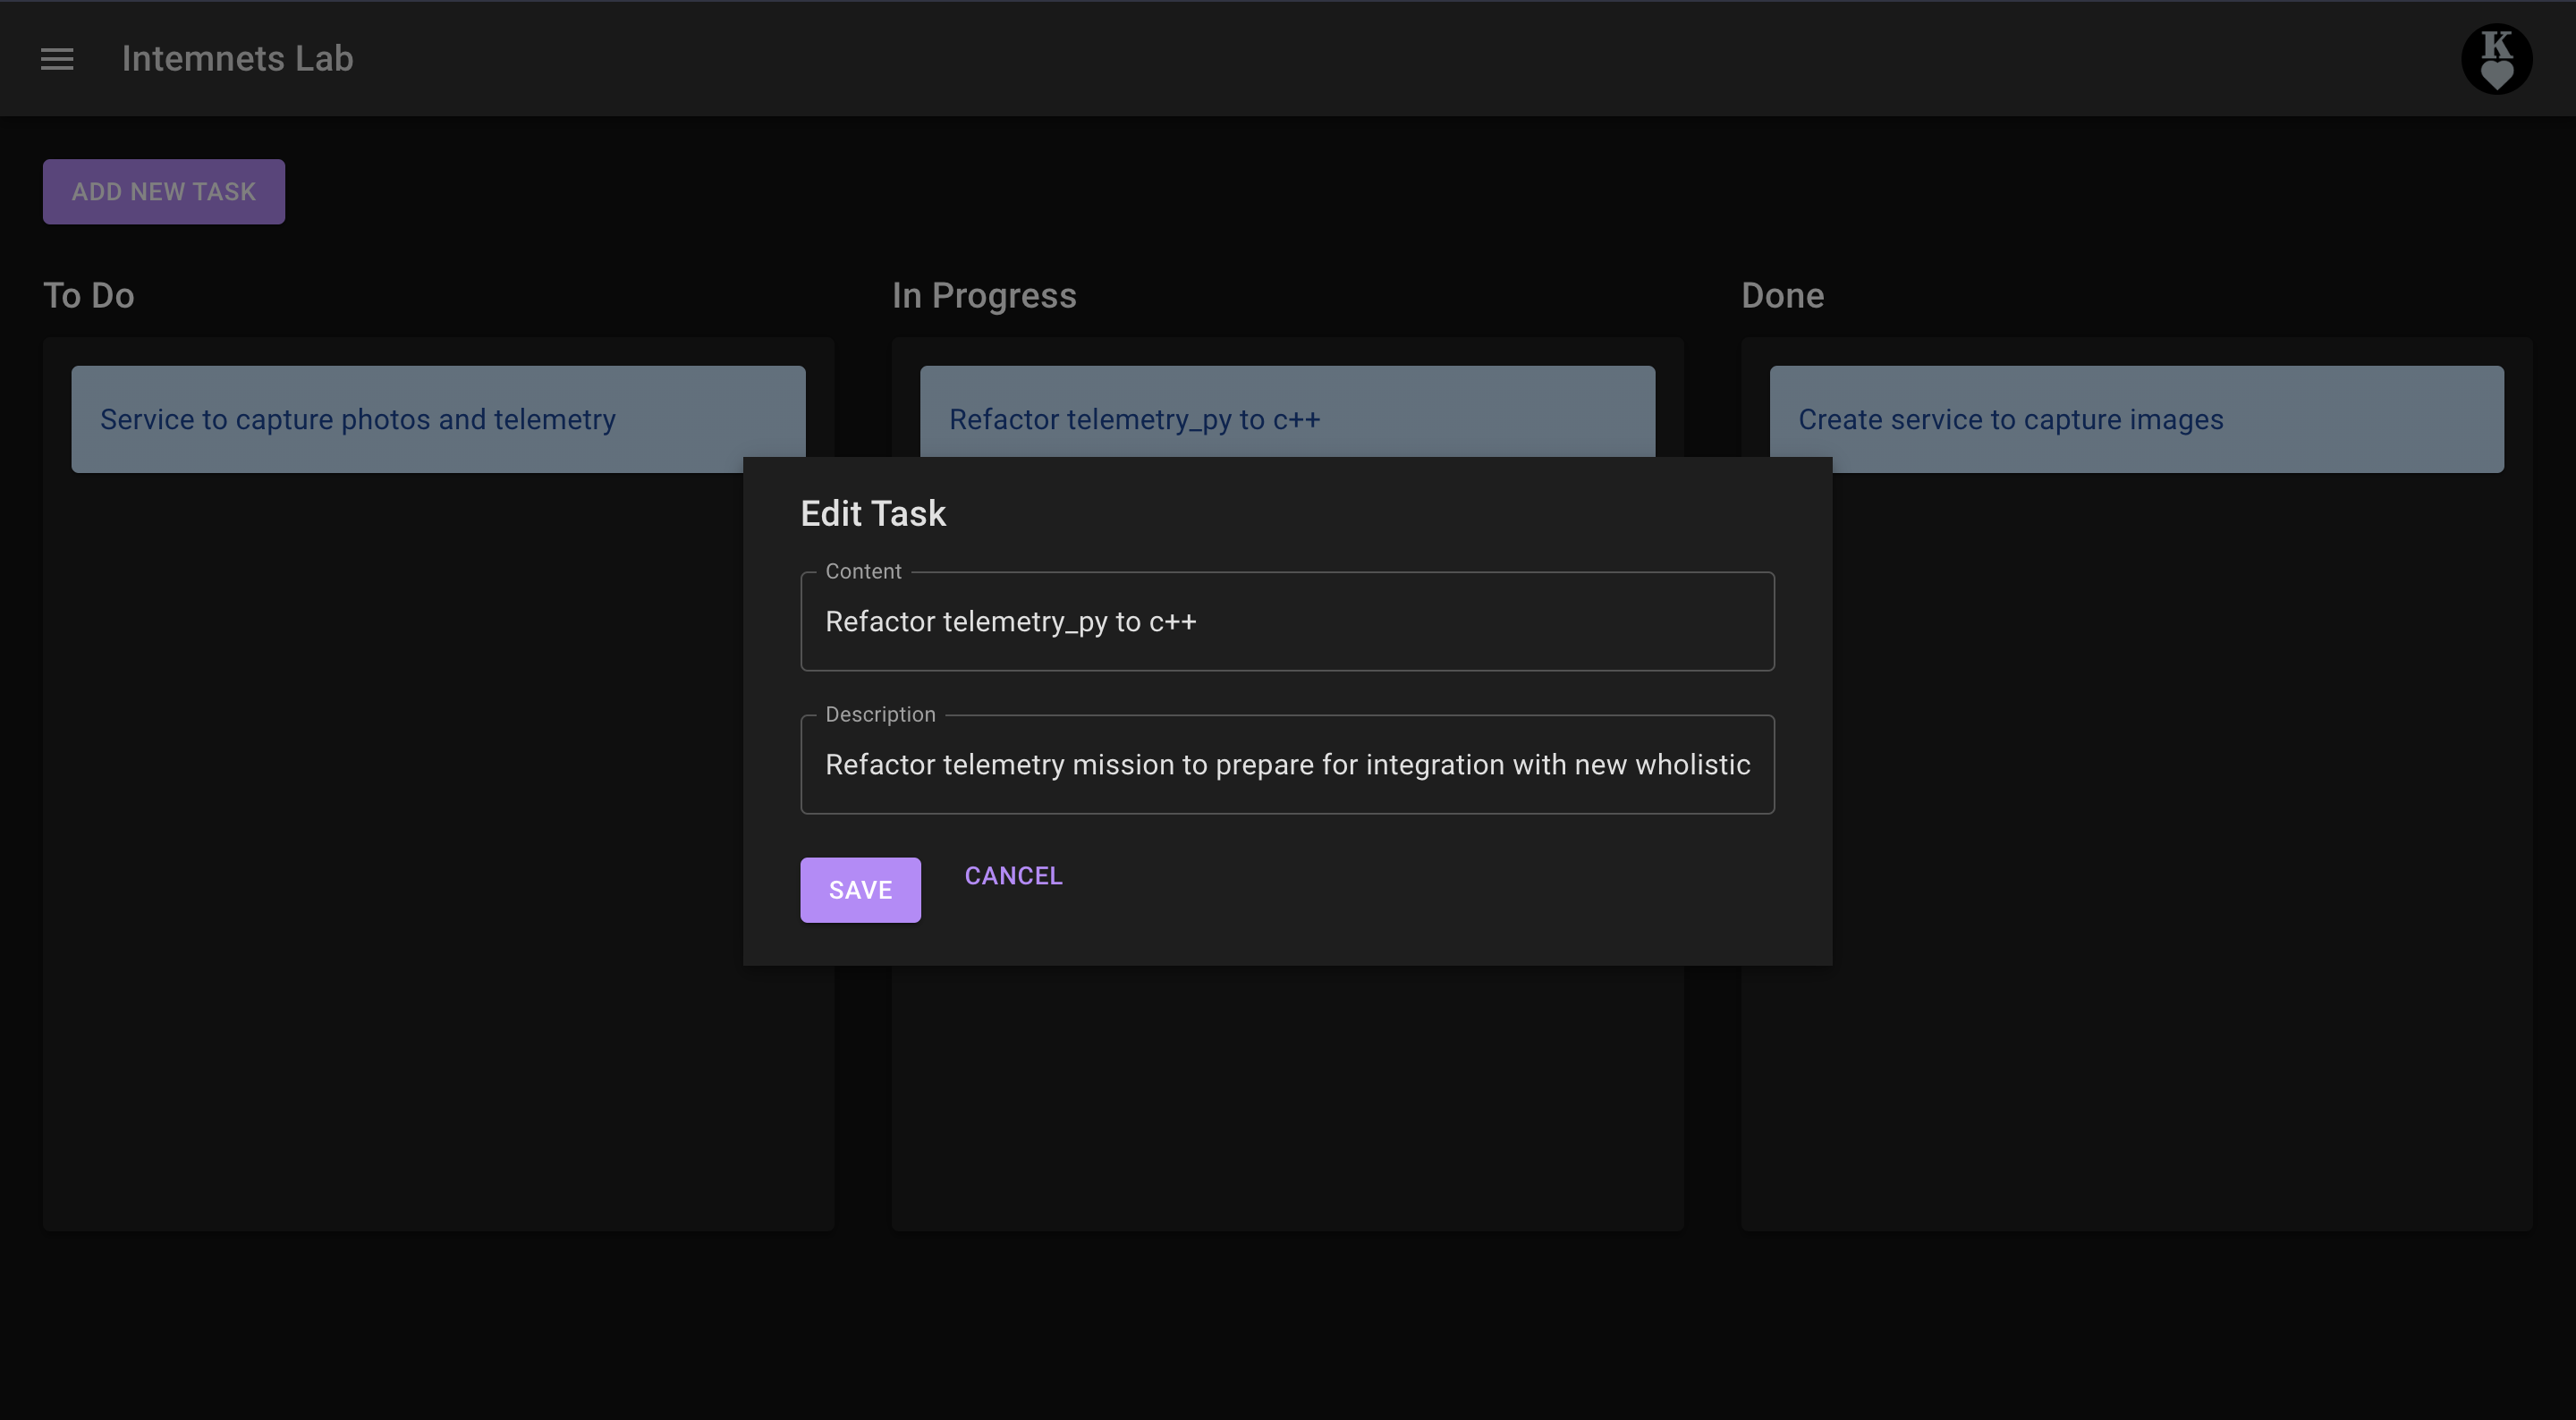 Intemnets Lab
K
ADD NEW TASK
To Do
In Progress
Done
Service to capture photos and telemetry
Refactor telemetry_py to c++
Create service to capture images
Edit Task
Content
Refactor telemetry_py to c++
Description
Refactor telemetry mission to prepare for integration with new wholistic
SAVE
CANCEL